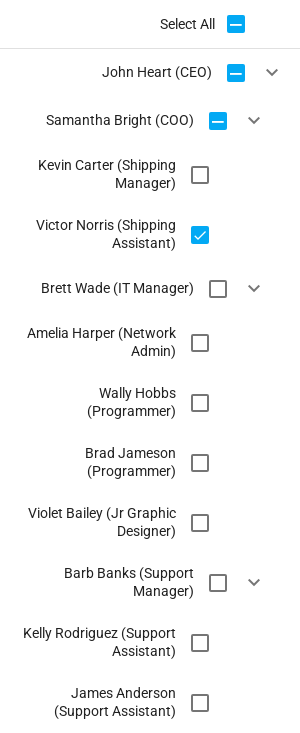 Select All
John Heart (CEO)
Samantha Bright (COO)
Kevin Carter (Shipping
Manager)
Victor Norris (Shipping
Assistant)
Brett Wade (IT Manager)
Amelia Harper (Network
Admin)
Wally Hobbs
(Programmer)
Brad Jameson
(Programmer)
Violet Bailey (Jr Graphic
Designer)
Barb Banks (Support
Manager)
Kelly Rodriguez (Support
Assistant)
James Anderson
(Support Assistant)